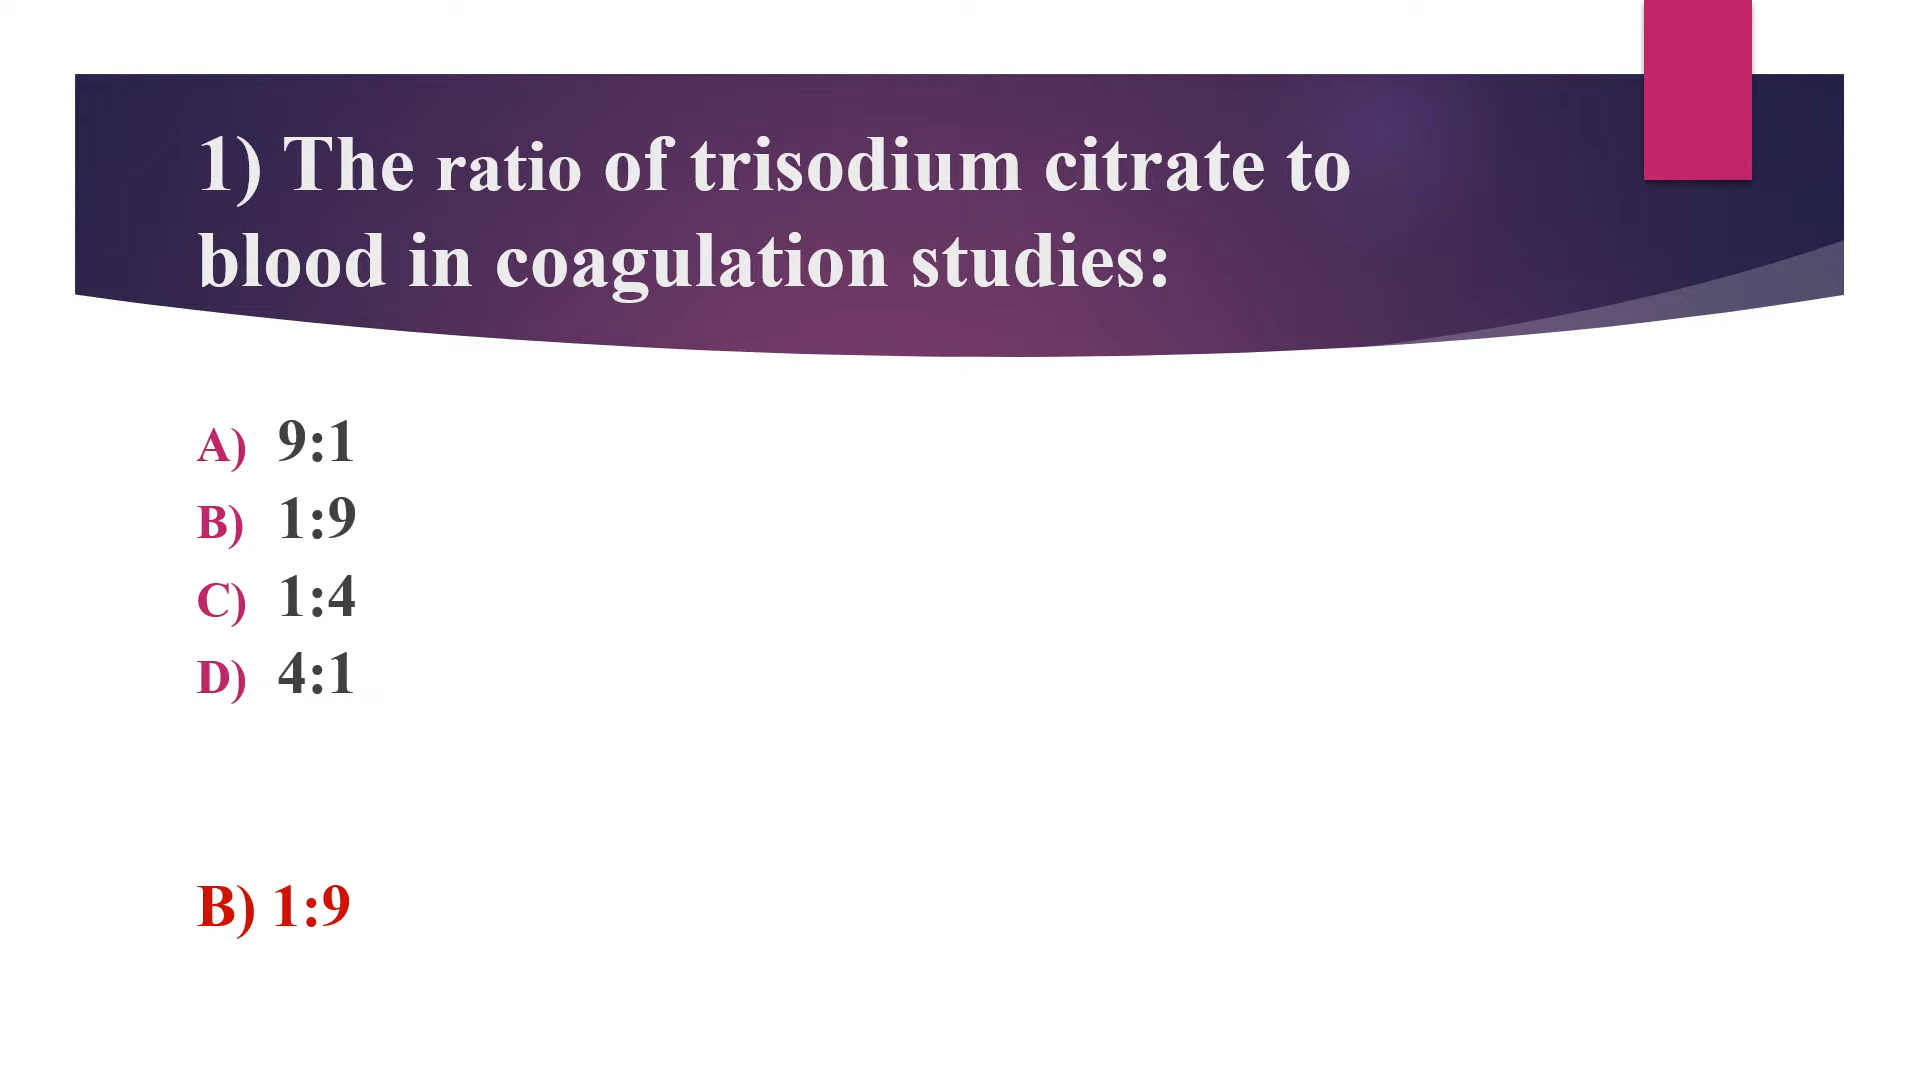 1) The ratio of trisodium citrate to
blood in coagulation studies:
A) 9:1
B) 1:9
C) 1:4
D) 4:1
B) 1:9